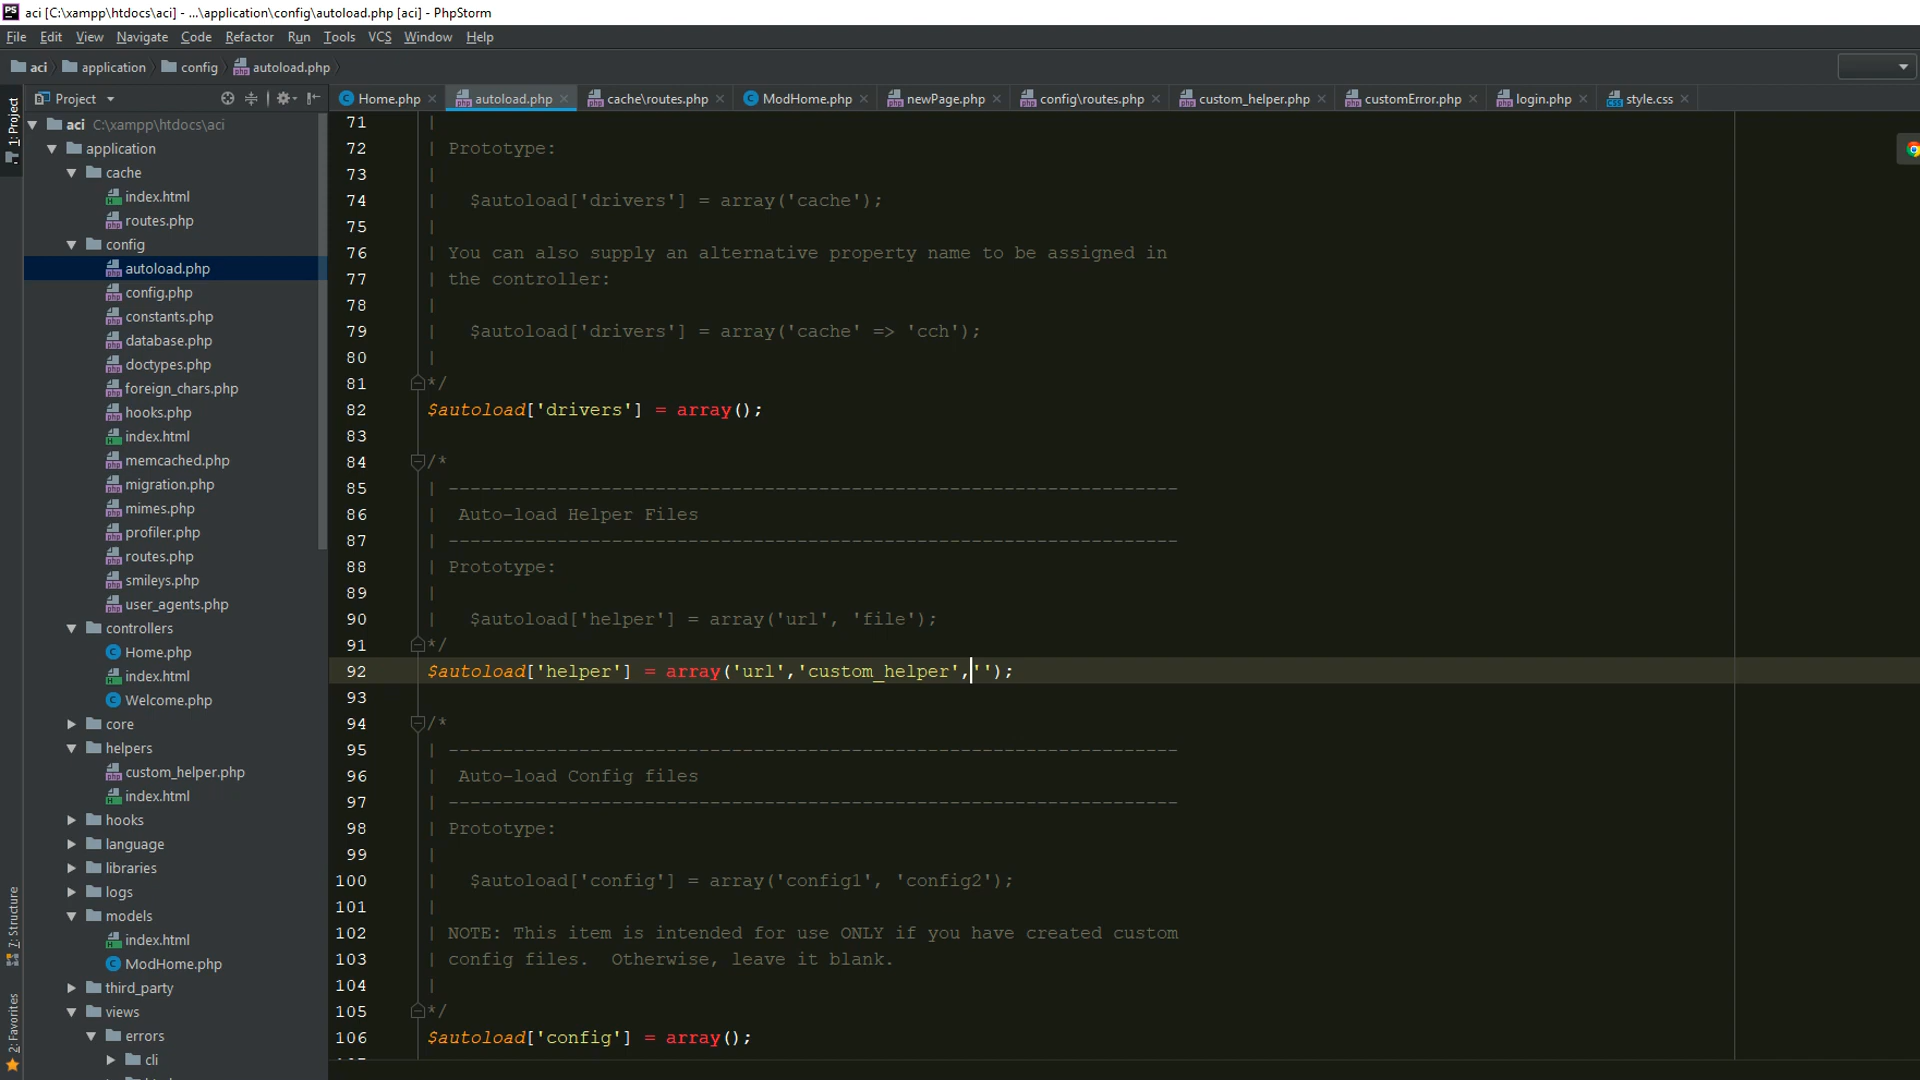 aci [C:\xampp\htdocs\aci] - ...\application\config\autoload.php [aci] - PhpStorm
File Edit View Navigate Code Refactor Run Tools VCS Window Help
aci application config autoload.php
Project
Home.php autoload.php cache\routes.php ModHome.php newPage.php config\routes.php custom_helper.php customError.php login.php style.css
1: Project
7: Structure
2: Favorites
aci C:\xampp\htdocs\aci
application
cache
index.html
routes.php
config
autoload.php
config.php
constants.php
database.php
doctypes.php
foreign_chars.php
hooks.php
index.html
memcached.php
migration.php
mimes.php
profiler.php
routes.php
smileys.php
user_agents.php
controllers
Home.php
index.html
Welcome.php
core
helpers
custom_helper.php
index.html
hooks
language
libraries
logs
models
index.html
ModHome.php
third_party
views
errors
cli
71 |
72 | Prototype:
73 |
74 | $autoload['drivers'] = array('cache');
75 |
76 | You can also supply an alternative property name to be assigned in
77 | the controller:
78 |
79 | $autoload['drivers'] = array('cache' => 'cch');
80 |
81 */
82 $autoload['drivers'] = array();
83
84 /*
85 | -------------------------------------------------------------------
86 | Auto-load Helper Files
87 | -------------------------------------------------------------------
88 | Prototype:
89 |
90 | $autoload['helper'] = array('url', 'file');
91 */
92 $autoload['helper'] = array('url','custom_helper','');
93
94 /*
95 | -------------------------------------------------------------------
96 | Auto-load Config files
97 | -------------------------------------------------------------------
98 | Prototype:
99 |
100 | $autoload['config'] = array('config1', 'config2');
101 |
102 | NOTE: This item is intended for use ONLY if you have created custom
103 | config files.  Otherwise, leave it blank.
104 |
105 */
106 $autoload['config'] = array();